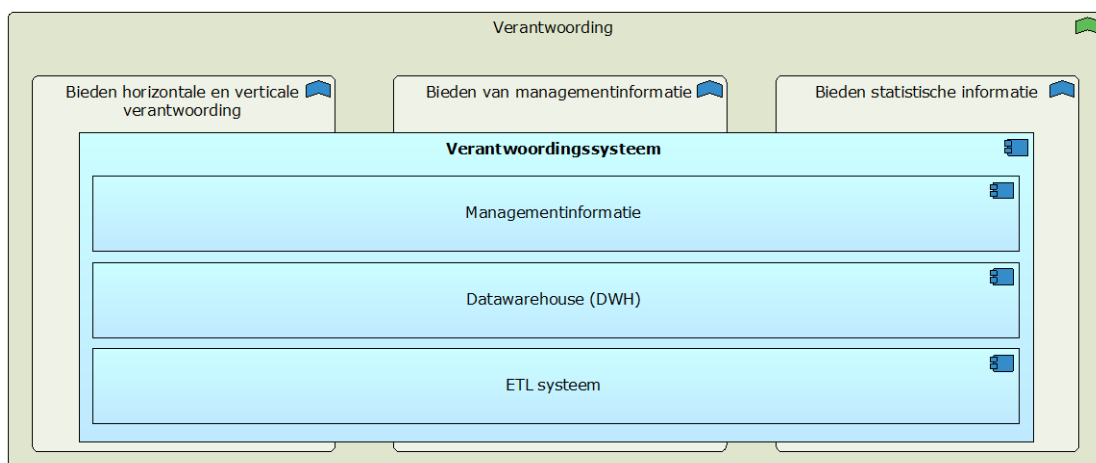 Verantwoording
Bieden horizontale en verticale
verantwoording
Bieden van managementinformatie
Bieden statistische informatie
Verantwoordingssysteem
Managementinformatie
Datawarehouse (DWH)
ETL systeem